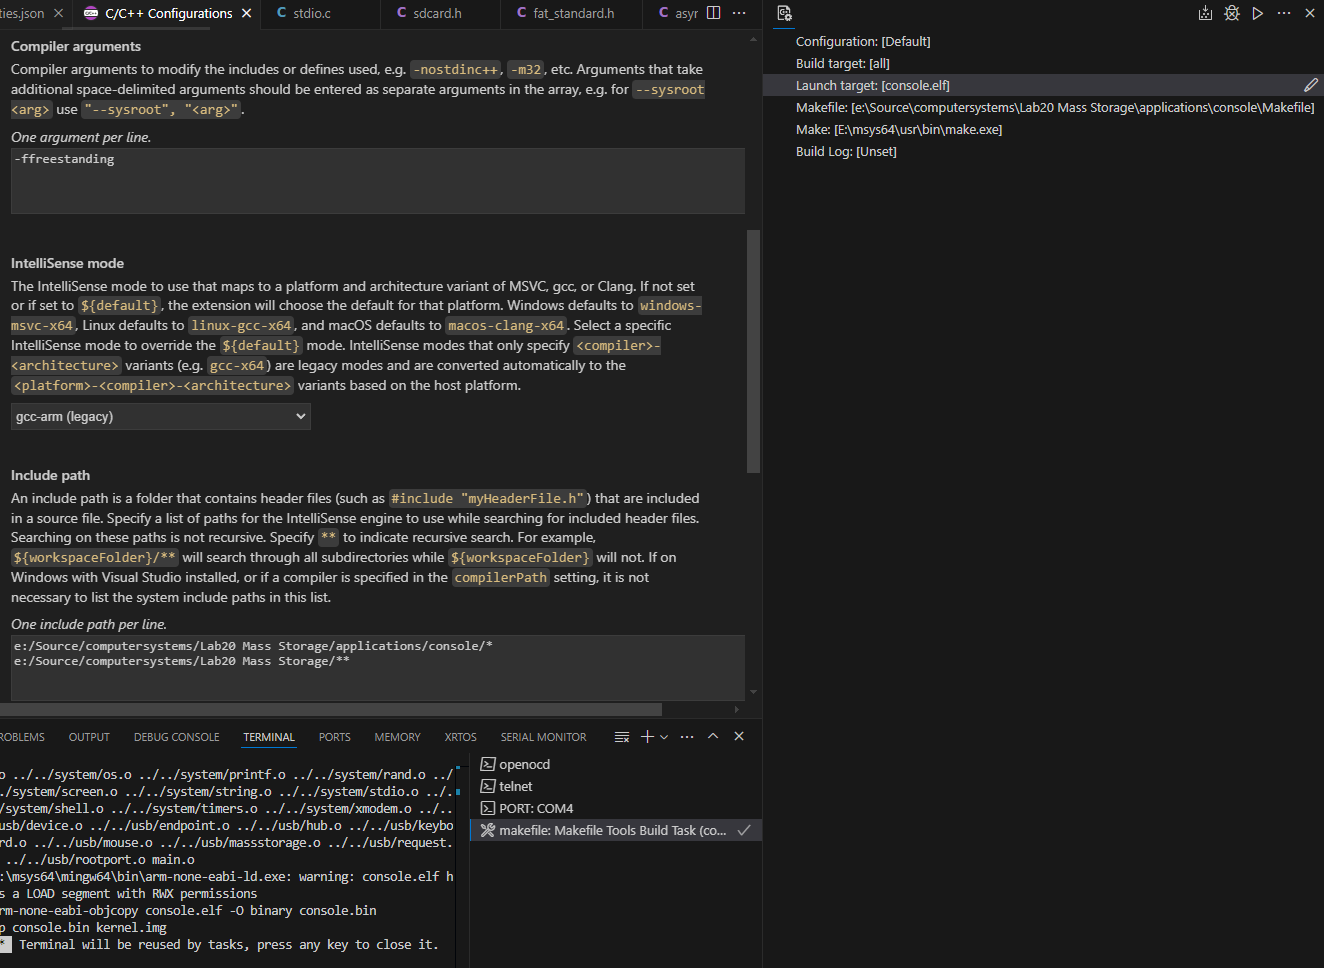 ties.json
C/C++ Configurations
stdio.c
sdcard.h
fat_standard.h
asyr
Compiler arguments
Compiler arguments to modify the includes or defines used, e.g. -nostdinc++, -m32, etc. Arguments that take
additional space-delimited arguments should be entered as separate arguments in the array, e.g. for --sysroot
<arg> use "--sysroot", "<arg>".
One argument per line.
-ffreestanding
IntelliSense mode
The IntelliSense mode to use that maps to a platform and architecture variant of MSVC, gcc, or Clang. If not set
or if set to ${default}, the extension will choose the default for that platform. Windows defaults to windows-
msvc-x64, Linux defaults to linux-gcc-x64, and macOS defaults to macos-clang-x64. Select a specific
IntelliSense mode to override the ${default} mode. IntelliSense modes that only specify <compiler>-
<architecture> variants (e.g. gcc-x64) are legacy modes and are converted automatically to the
<platform>-<compiler>-<architecture> variants based on the host platform.
gcc-arm (legacy)
Include path
An include path is a folder that contains header files (such as #include "myHeaderFile.h") that are included
in a source file. Specify a list of paths for the IntelliSense engine to use while searching for included header files.
Searching on these paths is not recursive. Specify ** to indicate recursive search. For example,
${workspaceFolder}/** will search through all subdirectories while ${workspaceFolder} will not. If on
Windows with Visual Studio installed, or if a compiler is specified in the compilerPath setting, it is not
necessary to list the system include paths in this list.
One include path per line.
e:/Source/computersystems/Lab20 Mass Storage/applications/console/*
e:/Source/computersystems/Lab20 Mass Storage/**
ROBLEMS
OUTPUT
DEBUG CONSOLE
TERMINAL
PORTS
MEMORY
XRTOS
SERIAL MONITOR
o ../../system/os.o ../../system/printf.o ../../system/rand.o ../
./system/screen.o ../../system/string.o ../../system/stdio.o ../.
/system/shell.o ../../system/timers.o ../../system/xmodem.o ../..
usb/device.o ../../usb/endpoint.o ../../usb/hub.o ../../usb/keybo
rd.o ../../usb/mouse.o ../../usb/massstorage.o ../../usb/request.
../../usb/rootport.o main.o
:\msys64\mingw64\bin\arm-none-eabi-ld.exe: warning: console.elf h
s a LOAD segment with RWX permissions
rm-none-eabi-objcopy console.elf -O binary console.bin
p console.bin kernel.img
* Terminal will be reused by tasks, press any key to close it.
openocd
telnet
PORT: COM4
makefile: Makefile Tools Build Task (co...
Configuration: [Default]
Build target: [all]
Launch target: [console.elf]
Makefile: [e:\Source\computersystems\Lab20 Mass Storage\applications\console\Makefile]
Make: [E:\msys64\usr\bin\make.exe]
Build Log: [Unset]